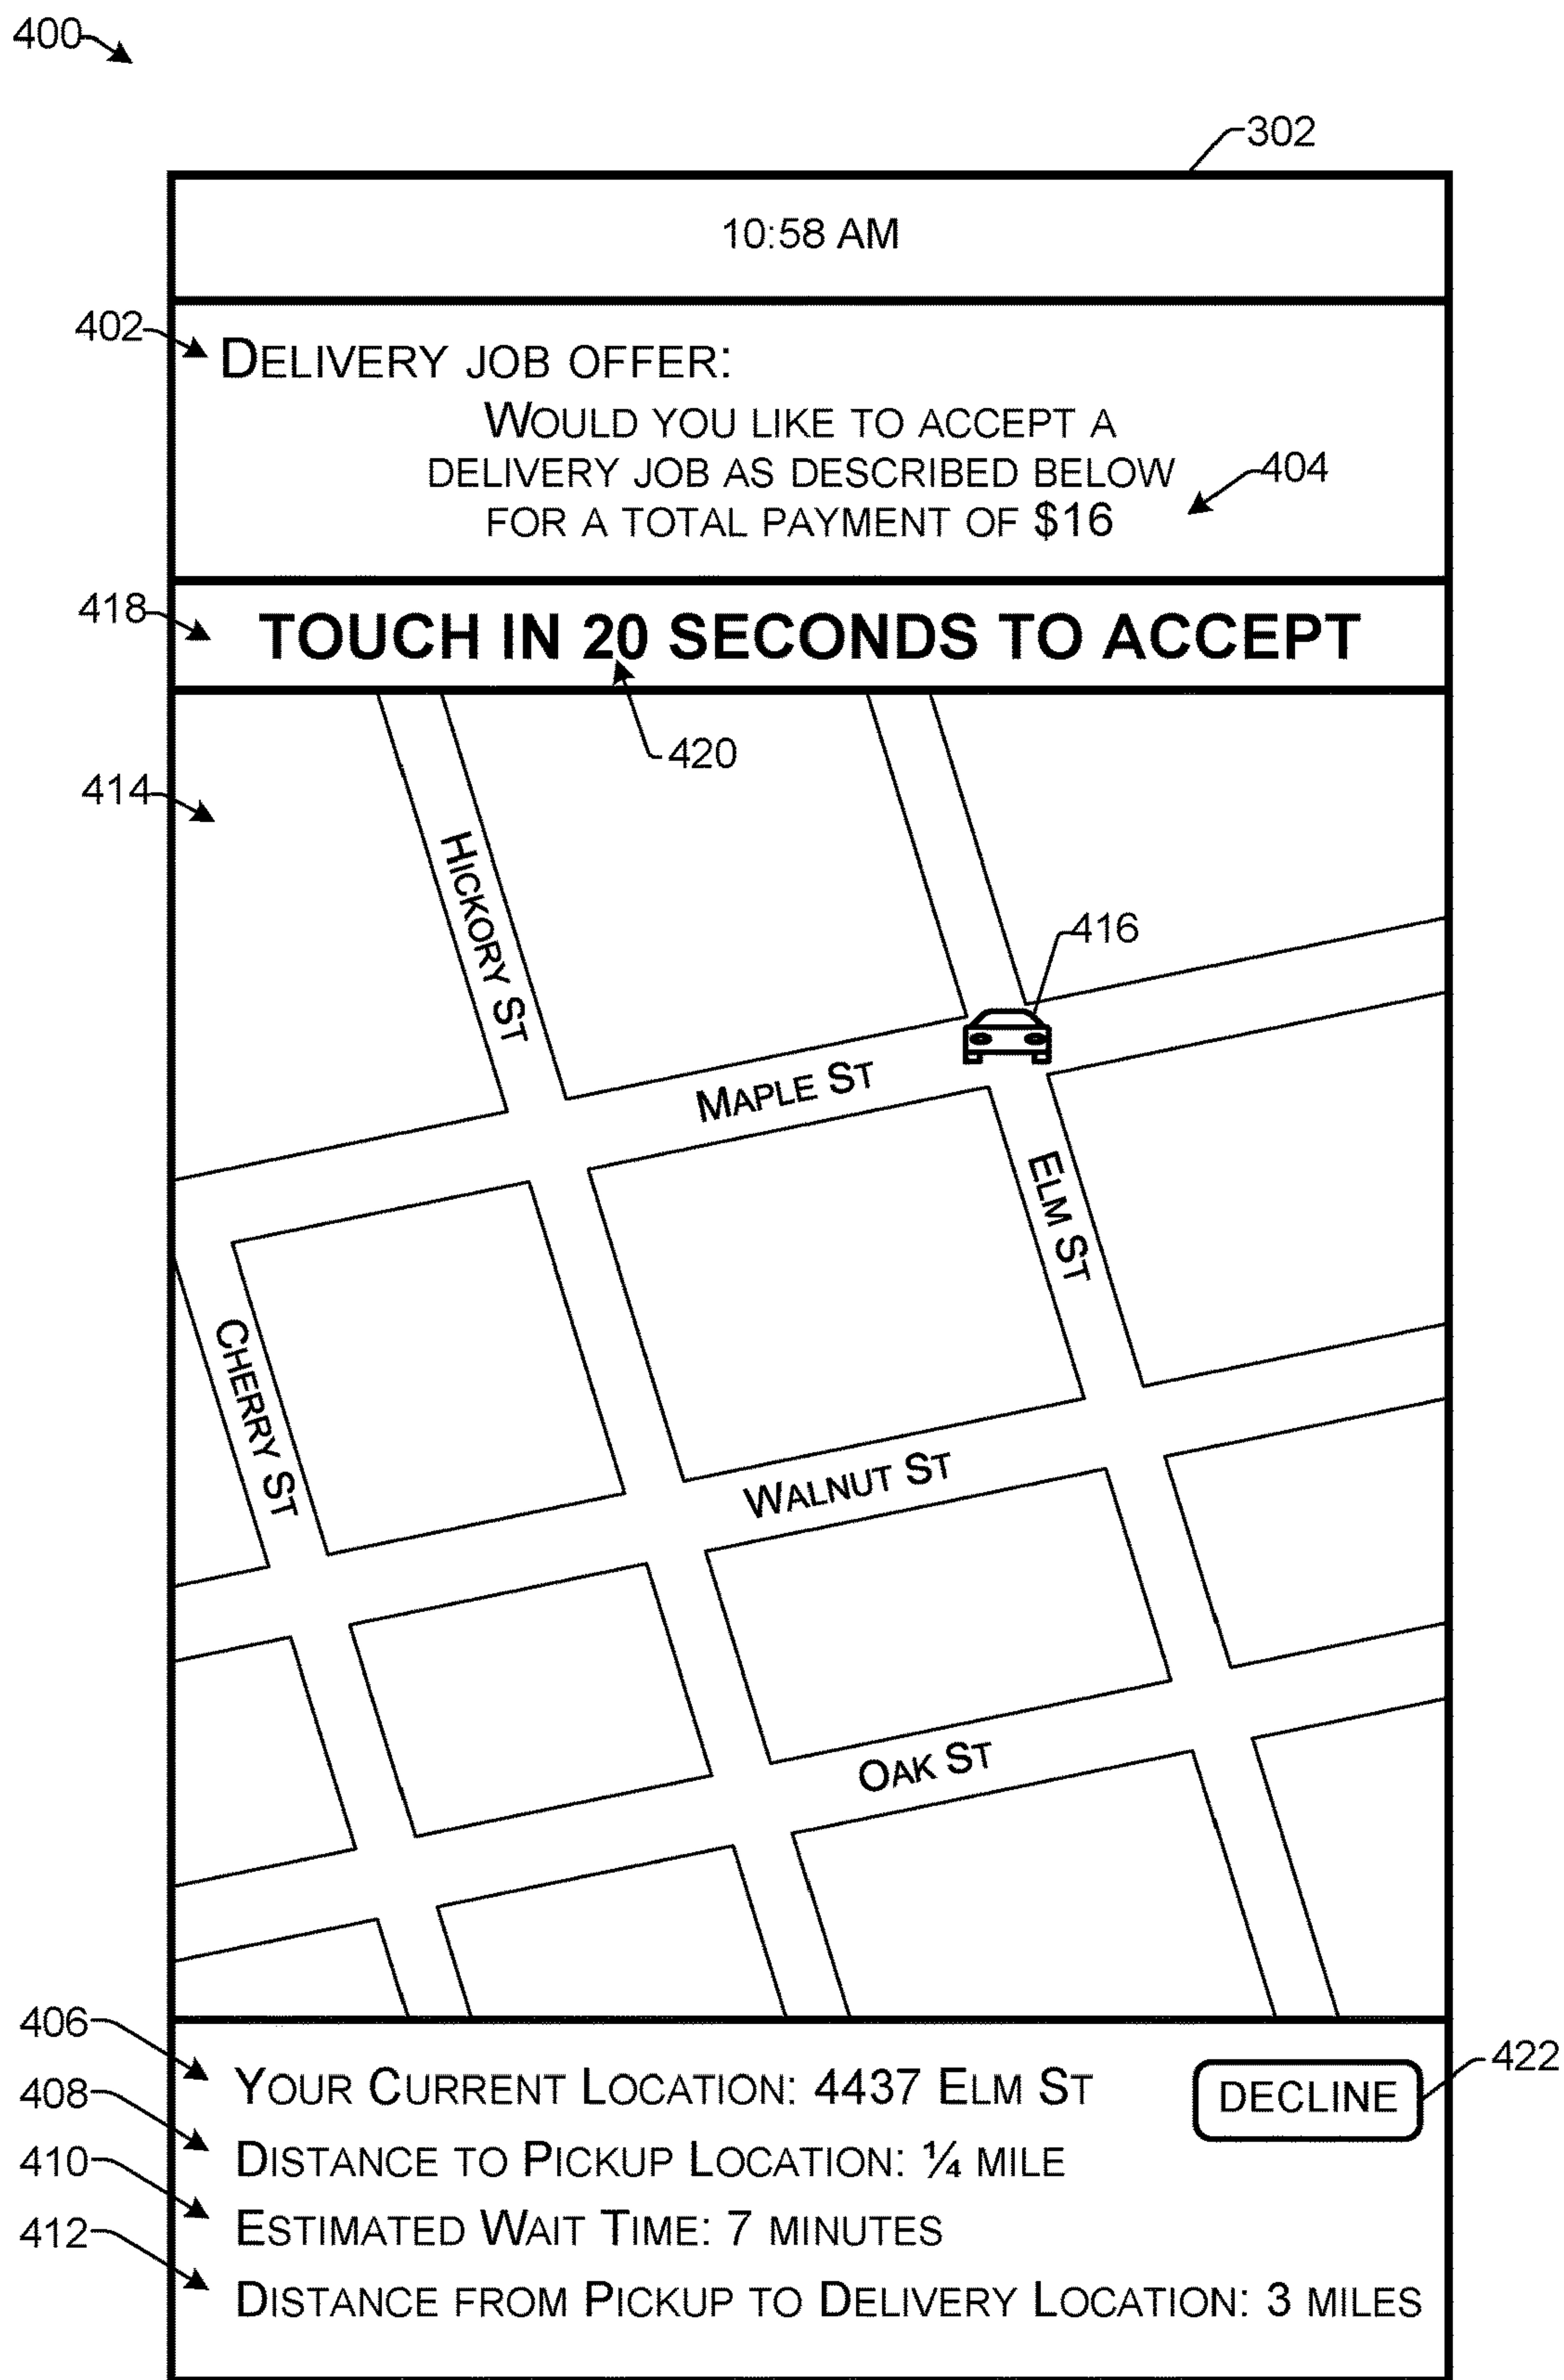 400
302
10:58 AM
402
DELIVERY JOB OFFER:
WOULD YOU LIKE TO ACCEPT A
DELIVERY JOB AS DESCRIBED BELOW
404
FOR A TOTAL PAYMENT OF $16
418
TOUCH IN 20 SECONDS TO ACCEPT
420
414
HICKORY ST
416
MAPLE ST
ELM ST
CHERRY ST
WALNUT ST
OAK ST
406
YOUR CURRENT LOCATION: 4437 ELM ST
DECLINE
422
408
DISTANCE TO PICKUP LOCATION: ¼ MILE
410
ESTIMATED WAIT TIME: 7 MINUTES
412
DISTANCE FROM PICKUP TO DELIVERY LOCATION: 3 MILES